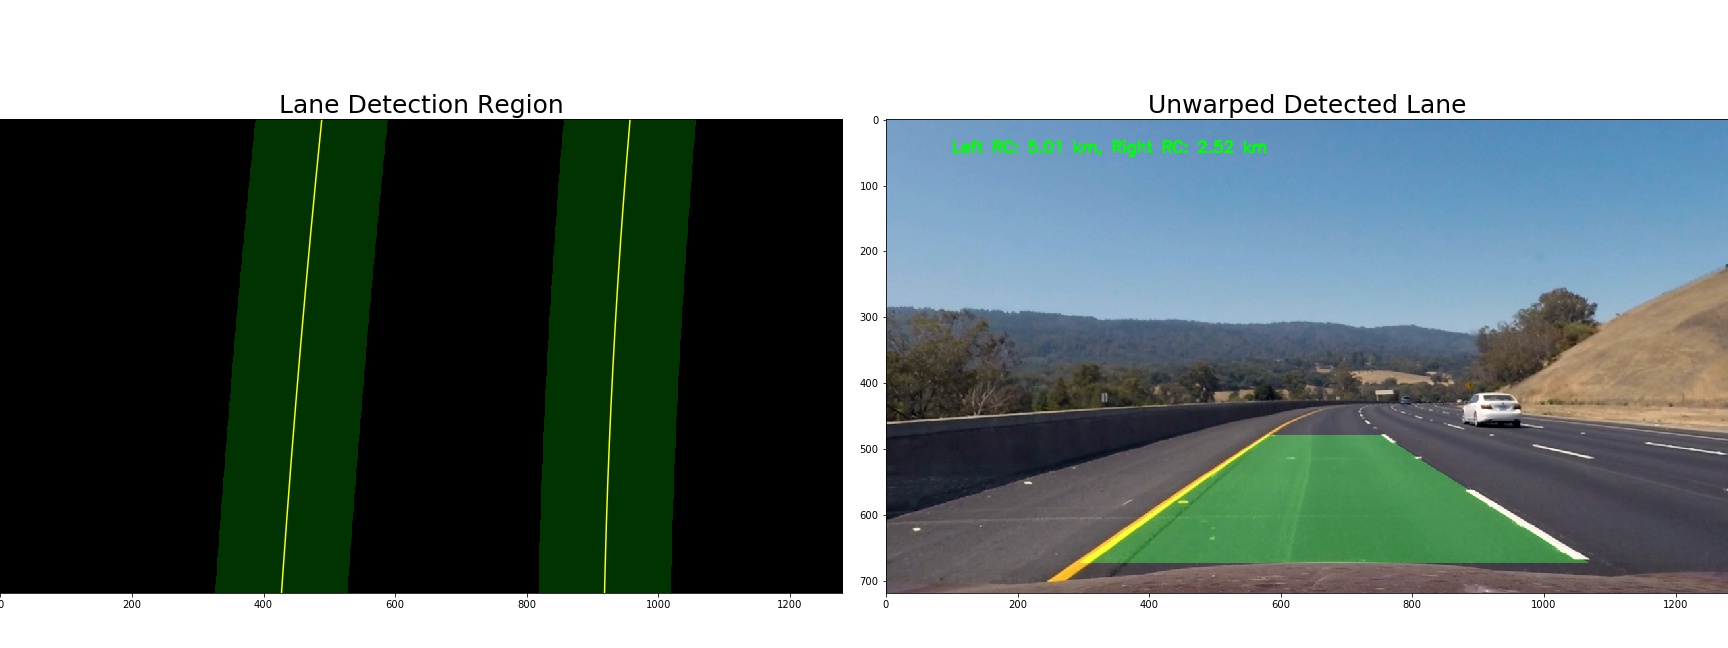 Lane Detection Region
0 200 400 600 800 1000 1200
Unwarped Detected Lane
0
Left RC: 5.01 km, Right RC: 2.52 km
100
200
300
400
500
600
700
0 200 400 600 800 1000 1200